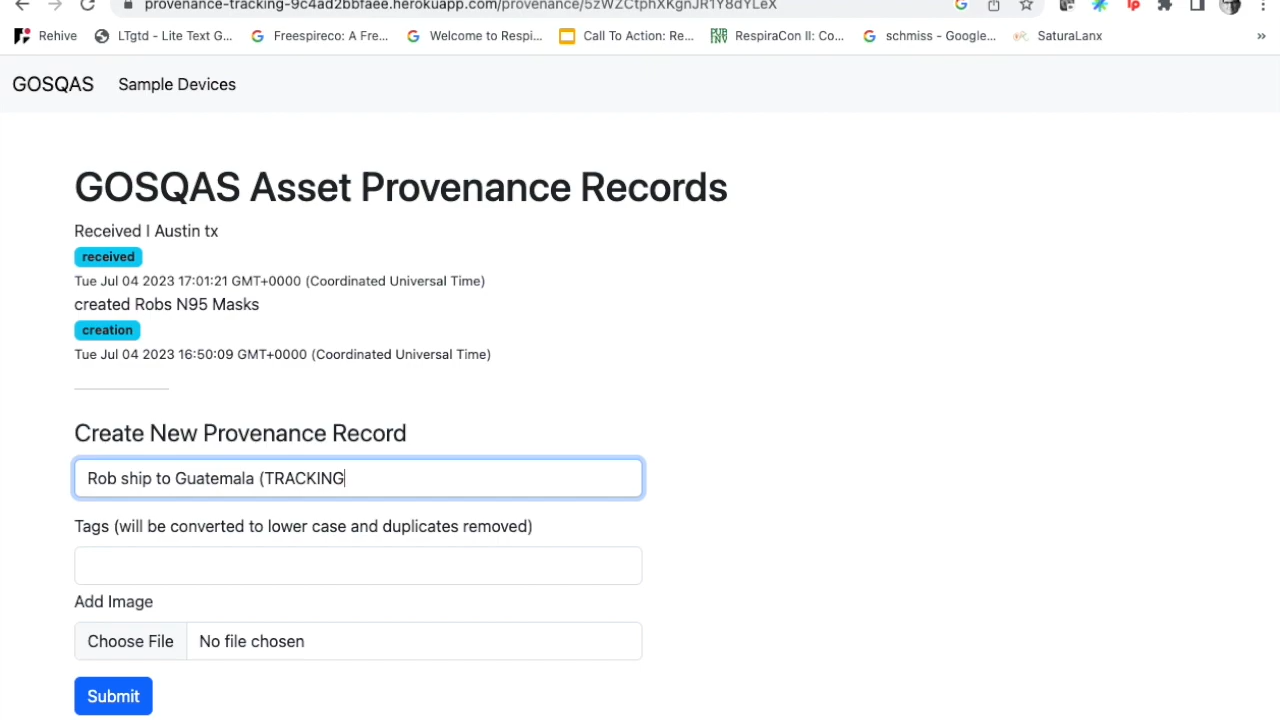 provenance-tracking-9c4ad2bbfaee.herokuapp.com/provenance/5zWZCtphXKgnJR1Y8dYLeX
Rehive LTgtd - Lite Text G... Freespireco: A Fre... Welcome to Respi... Call To Action: Re... PUB INV RespiraCon II: Co... schmiss - Google... SaturaLanx »
GOSQAS Sample Devices
GOSQAS Asset Provenance Records
Received I Austin tx
received
Tue Jul 04 2023 17:01:21 GMT+0000 (Coordinated Universal Time)
created Robs N95 Masks
creation
Tue Jul 04 2023 16:50:09 GMT+0000 (Coordinated Universal Time)
Create New Provenance Record
Rob ship to Guatemala (TRACKING
Tags (will be converted to lower case and duplicates removed)
Add Image
Choose File No file chosen
Submit